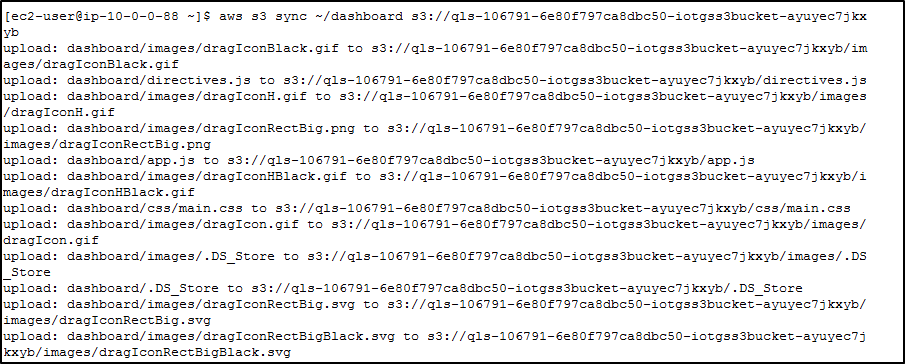 [ec2-user@ip-10-0-0-88 ~]$ aws s3 sync ~/dashboard s3://qls-106791-6e80f797ca8dbc50-iotgss3bucket-ayuyec7jkx
yb
upload: dashboard/images/dragIconBlack.gif to s3://qls-106791-6e80f797ca8dbc50-iotgss3bucket-ayuyec7jkxyb/im
ages/dragIconBlack.gif
upload: dashboard/directives.js to s3://qls-106791-6e80f797ca8dbc50-iotgss3bucket-ayuyec7jkxyb/directives.js
upload: dashboard/images/dragIconH.gif to s3://qls-106791-6e80f797ca8dbc50-iotgss3bucket-ayuyec7jkxyb/images
/dragIconH.gif
upload: dashboard/images/dragIconRectBig.png to s3://qls-106791-6e80f797ca8dbc50-iotgss3bucket-ayuyec7jkxyb/
images/dragIconRectBig.png
upload: dashboard/app.js to s3://qls-106791-6e80f797ca8dbc50-iotgss3bucket-ayuyec7jkxyb/app.js
upload: dashboard/images/dragIconHBlack.gif to s3://qls-106791-6e80f797ca8dbc50-iotgss3bucket-ayuyec7jkxyb/i
mages/dragIconHBlack.gif
upload: dashboard/css/main.css to s3://qls-106791-6e80f797ca8dbc50-iotgss3bucket-ayuyec7jkxyb/css/main.css
upload: dashboard/images/dragIcon.gif to s3://qls-106791-6e80f797ca8dbc50-iotgss3bucket-ayuyec7jkxyb/images/
dragIcon.gif
upload: dashboard/images/.DS_Store to s3://qls-106791-6e80f797ca8dbc50-iotgss3bucket-ayuyec7jkxyb/images/.DS
_Store
upload: dashboard/.DS_Store to s3://qls-106791-6e80f797ca8dbc50-iotgss3bucket-ayuyec7jkxyb/.DS_Store
upload: dashboard/images/dragIconRectBig.svg to s3://qls-106791-6e80f797ca8dbc50-iotgss3bucket-ayuyec7jkxyb/
images/dragIconRectBig.svg
upload: dashboard/images/dragIconRectBigBlack.svg to s3://qls-106791-6e80f797ca8dbc50-iotgss3bucket-ayuyec7j
kxyb/images/dragIconRectBigBlack.svg